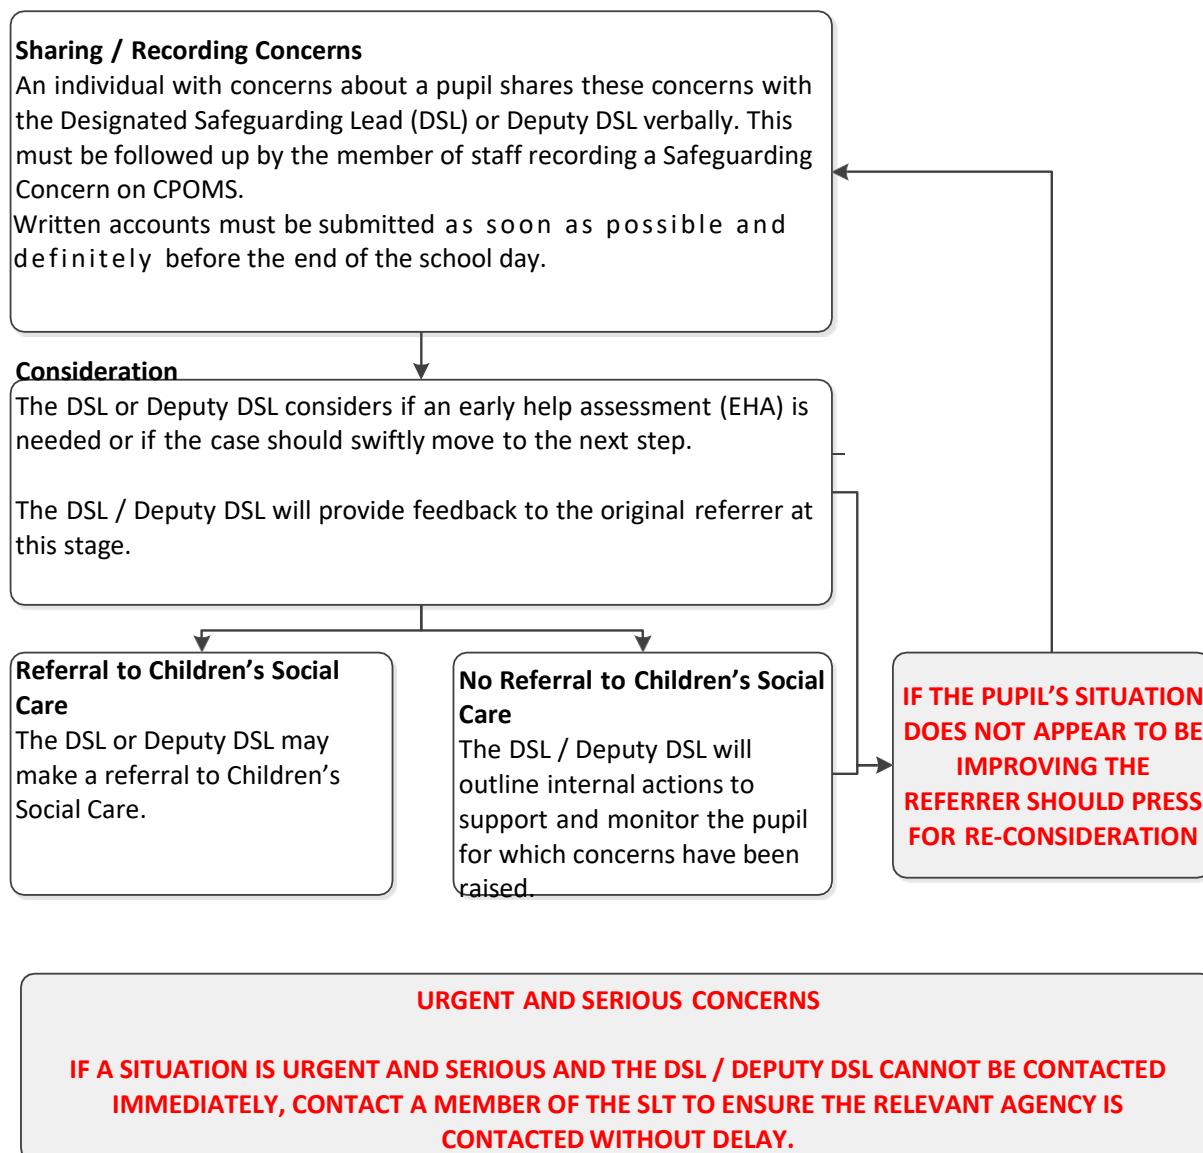 Sharing / Recording Concerns
An individual with concerns about a pupil shares these concerns with
the Designated Safeguarding Lead (DSL) or Deputy DSL verbally. This
must be followed up by the member of staff recording a Safeguarding
Concern on CPOMS.
Written accounts must be submitted as soon as possible and
definitely before the end of the school day.
Consideration
The DSL or Deputy DSL considers if an early help assessment (EHA) is
needed or if the case should swiftly move to the next step.
The DSL / Deputy DSL will provide feedback to the original referrer at
this stage.
Referral to Children’s Social
Care
The DSL or Deputy DSL may
make a referral to Children’s
Social Care.
No Referral to Children’s Social
Care
The DSL / Deputy DSL will
outline internal actions to
support and monitor the pupil
for which concerns have been
raised.
IF THE PUPIL’S SITUATION
DOES NOT APPEAR TO BE
IMPROVING THE
REFERRER SHOULD PRESS
FOR RE-CONSIDERATION
URGENT AND SERIOUS CONCERNS
IF A SITUATION IS URGENT AND SERIOUS AND THE DSL / DEPUTY DSL CANNOT BE CONTACTED
IMMEDIATELY, CONTACT A MEMBER OF THE SLT TO ENSURE THE RELEVANT AGENCY IS
CONTACTED WITHOUT DELAY.